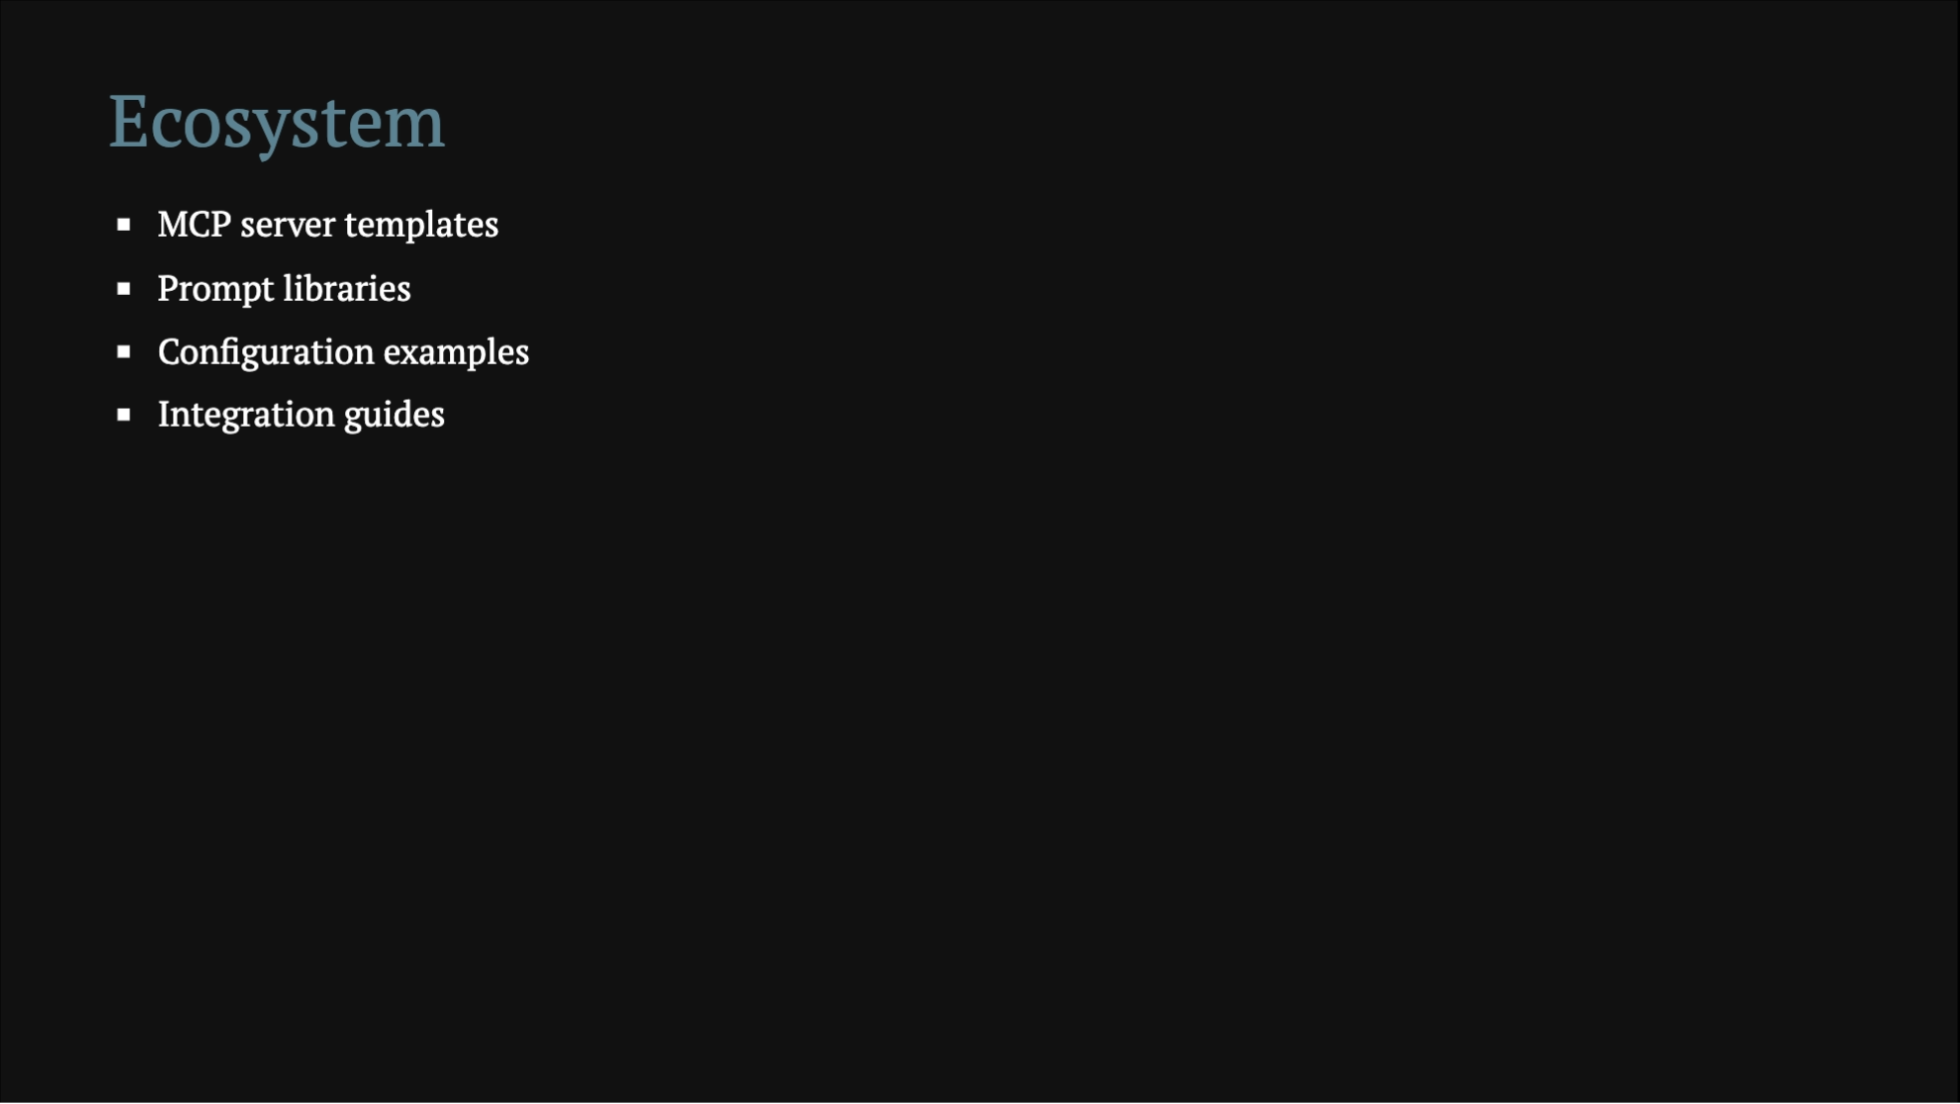 Ecosystem
▪ MCP server templates
▪ Prompt libraries
▪ Configuration examples
▪ Integration guides